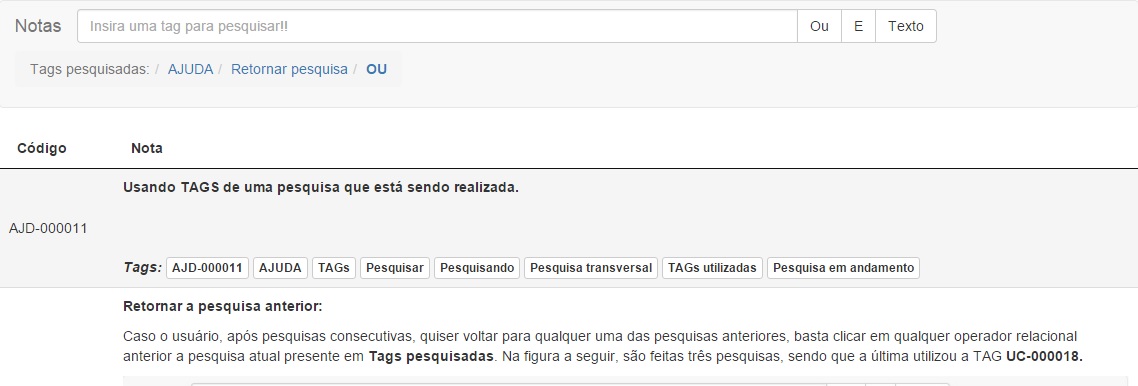 Notas Insira uma tag para pesquisar!! Ou E Texto
Tags pesquisadas: / AJUDA / Retornar pesquisa / OU
Código Nota
Usando TAGS de uma pesquisa que está sendo realizada.
AJD-000011
Tags: AJD-000011 AJUDA TAGs Pesquisar Pesquisando Pesquisa transversal TAGs utilizadas Pesquisa em andamento
Retornar a pesquisa anterior:
Caso o usuário, após pesquisas consecutivas, quiser voltar para qualquer uma das pesquisas anteriores, basta clicar em qualquer operador relacional
anterior a pesquisa atual presente em Tags pesquisadas. Na figura a seguir, são feitas três pesquisas, sendo que a última utilizou a TAG UC-000018.